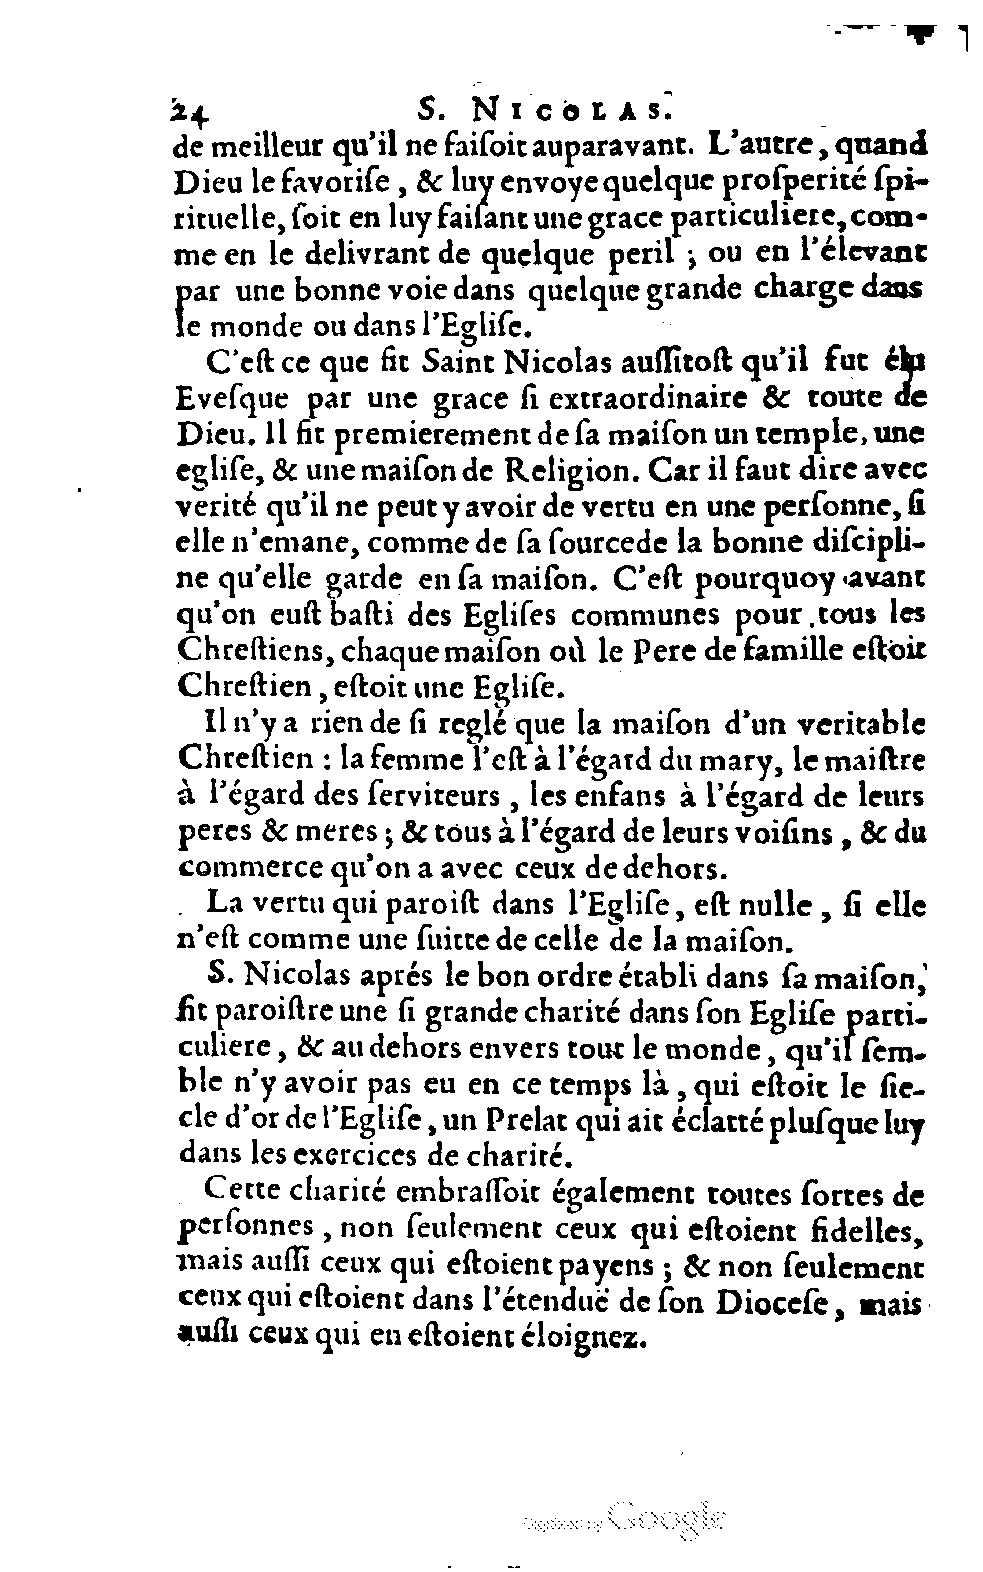 24 S. NICOLAS.
de meilleur qu'il ne faiſoit auparavant. L'autre, quand
Dieu le favoriſe, & luy envoye quelque proſperité ſpi-
rituelle, ſoit en luy faiſant une grace particuliere, com-
me en le delivrant de quelque peril ; ou en l'élevant
par une bonne voie dans quelque grande charge dans
le monde ou dans l'Egliſe.
C'eſt ce que fit Saint Nicolas auſſitoſt qu'il fut élu
Eveſque par une grace ſi extraordinaire & toute de
Dieu. Il fit premierement de ſa maiſon un temple, une
egliſe, & une maiſon de Religion. Car il faut dire avec
verité qu'il ne peut y avoir de vertu en une perſonne, ſi
elle n'emane, comme de ſa ſource de la bonne diſcipli-
ne qu'elle garde en ſa maiſon. C'eſt pourquoy avant
qu'on euſt baſti des Egliſes communes pour tous les
Chreſtiens, chaque maiſon où le Pere de famille eſtoit
Chreſtien, eſtoit une Egliſe.
Il n'y a rien de ſi reglé que la maiſon d'un veritable
Chreſtien : la femme l'eſt à l'égard du mary, le maiſtre
à l'égard des ſerviteurs, les enfans à l'égard de leurs
peres & meres ; & tous à l'égard de leurs voiſins, & du
commerce qu'on a avec ceux de dehors.
La vertu qui paroiſt dans l'Egliſe, eſt nulle, ſi elle
n'eſt comme une ſuitte de celle de la maiſon.
S. Nicolas aprés le bon ordre établi dans ſa maiſon,
fit paroiſtre une ſi grande charité dans ſon Egliſe parti-
culiere, & au dehors envers tout le monde, qu'il ſem-
ble n'y avoir pas eu en ce temps là, qui eſtoit le ſie-
cle d'or de l'Egliſe, un Prelat qui ait éclatté pluſque luy
dans les exercices de charité.
Cette charité embraſſoit également toutes ſortes de
perſonnes, non ſeulement ceux qui eſtoient fidelles,
mais auſſi ceux qui eſtoient payens ; & non ſeulement
ceux qui eſtoient dans l'étenduë de ſon Dioceſe, mais
auſſi ceux qui en eſtoient éloignez.
Digitized by Google